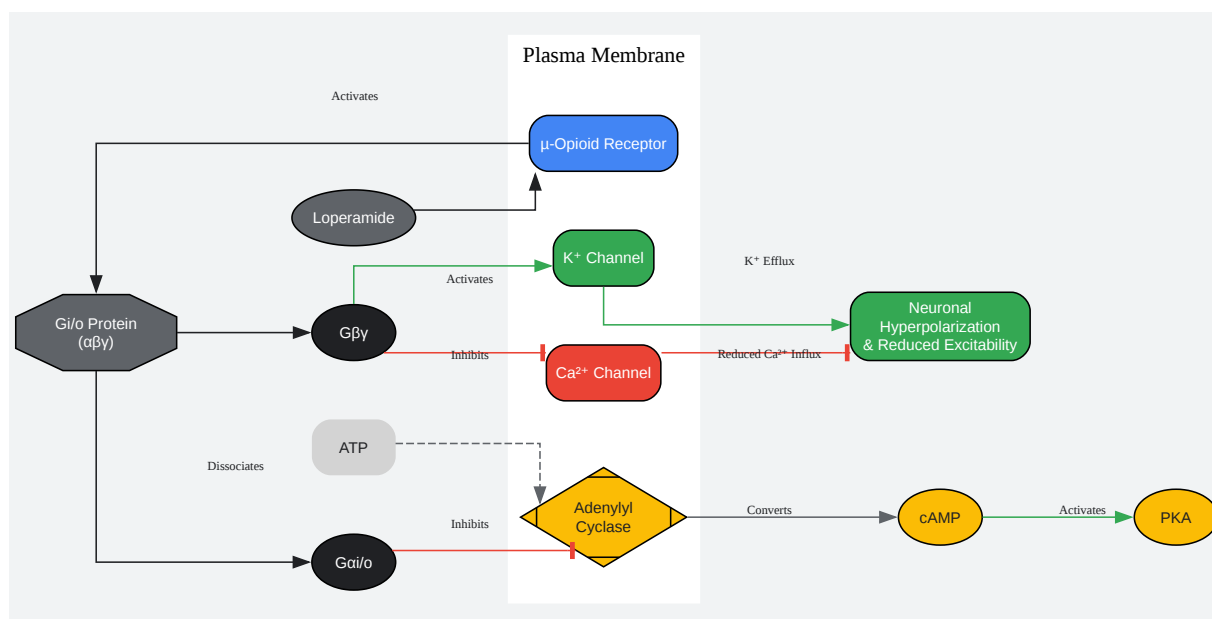 Plasma Membrane
Activates
µ-Opioid Receptor
Loperamide
K⁺ Channel
K⁺ Efflux
Activates
Gi/o Protein
(αβγ)
Gβγ
Neuronal
Hyperpolarization
& Reduced Excitability
Inhibits
Reduced Ca²⁺ Influx
Ca²⁺ Channel
ATP
Dissociates
Adenylyl
Cyclase
Converts
cAMP
Activates
PKA
Inhibits
Gαi/o